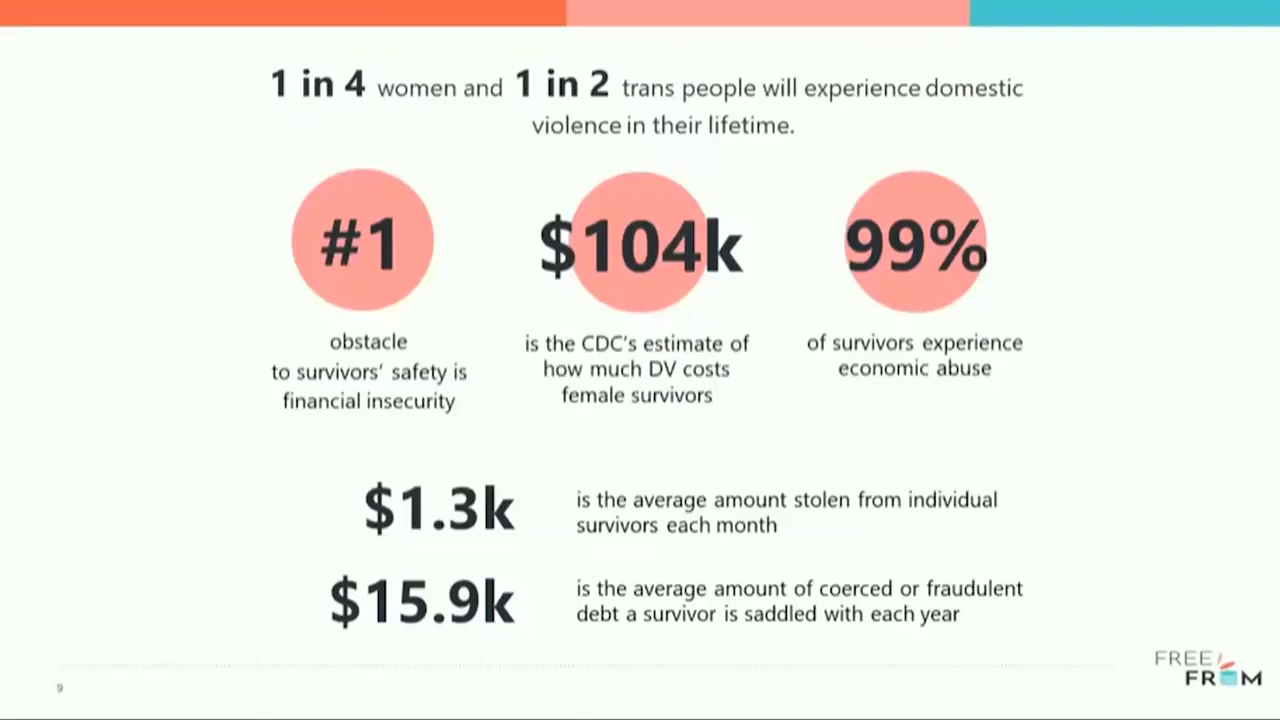 1 in 4 women and 1 in 2 trans people will experience domestic
violence in their lifetime.
#1
obstacle
to survivors’ safety is
financial insecurity
$104k
is the CDC’s estimate of
how much DV costs
female survivors
99%
of survivors experience
economic abuse
$1.3k
is the average amount stolen from individual
survivors each month
$15.9k
is the average amount of coerced or fraudulent
debt a survivor is saddled with each year
9
FREE
FROM